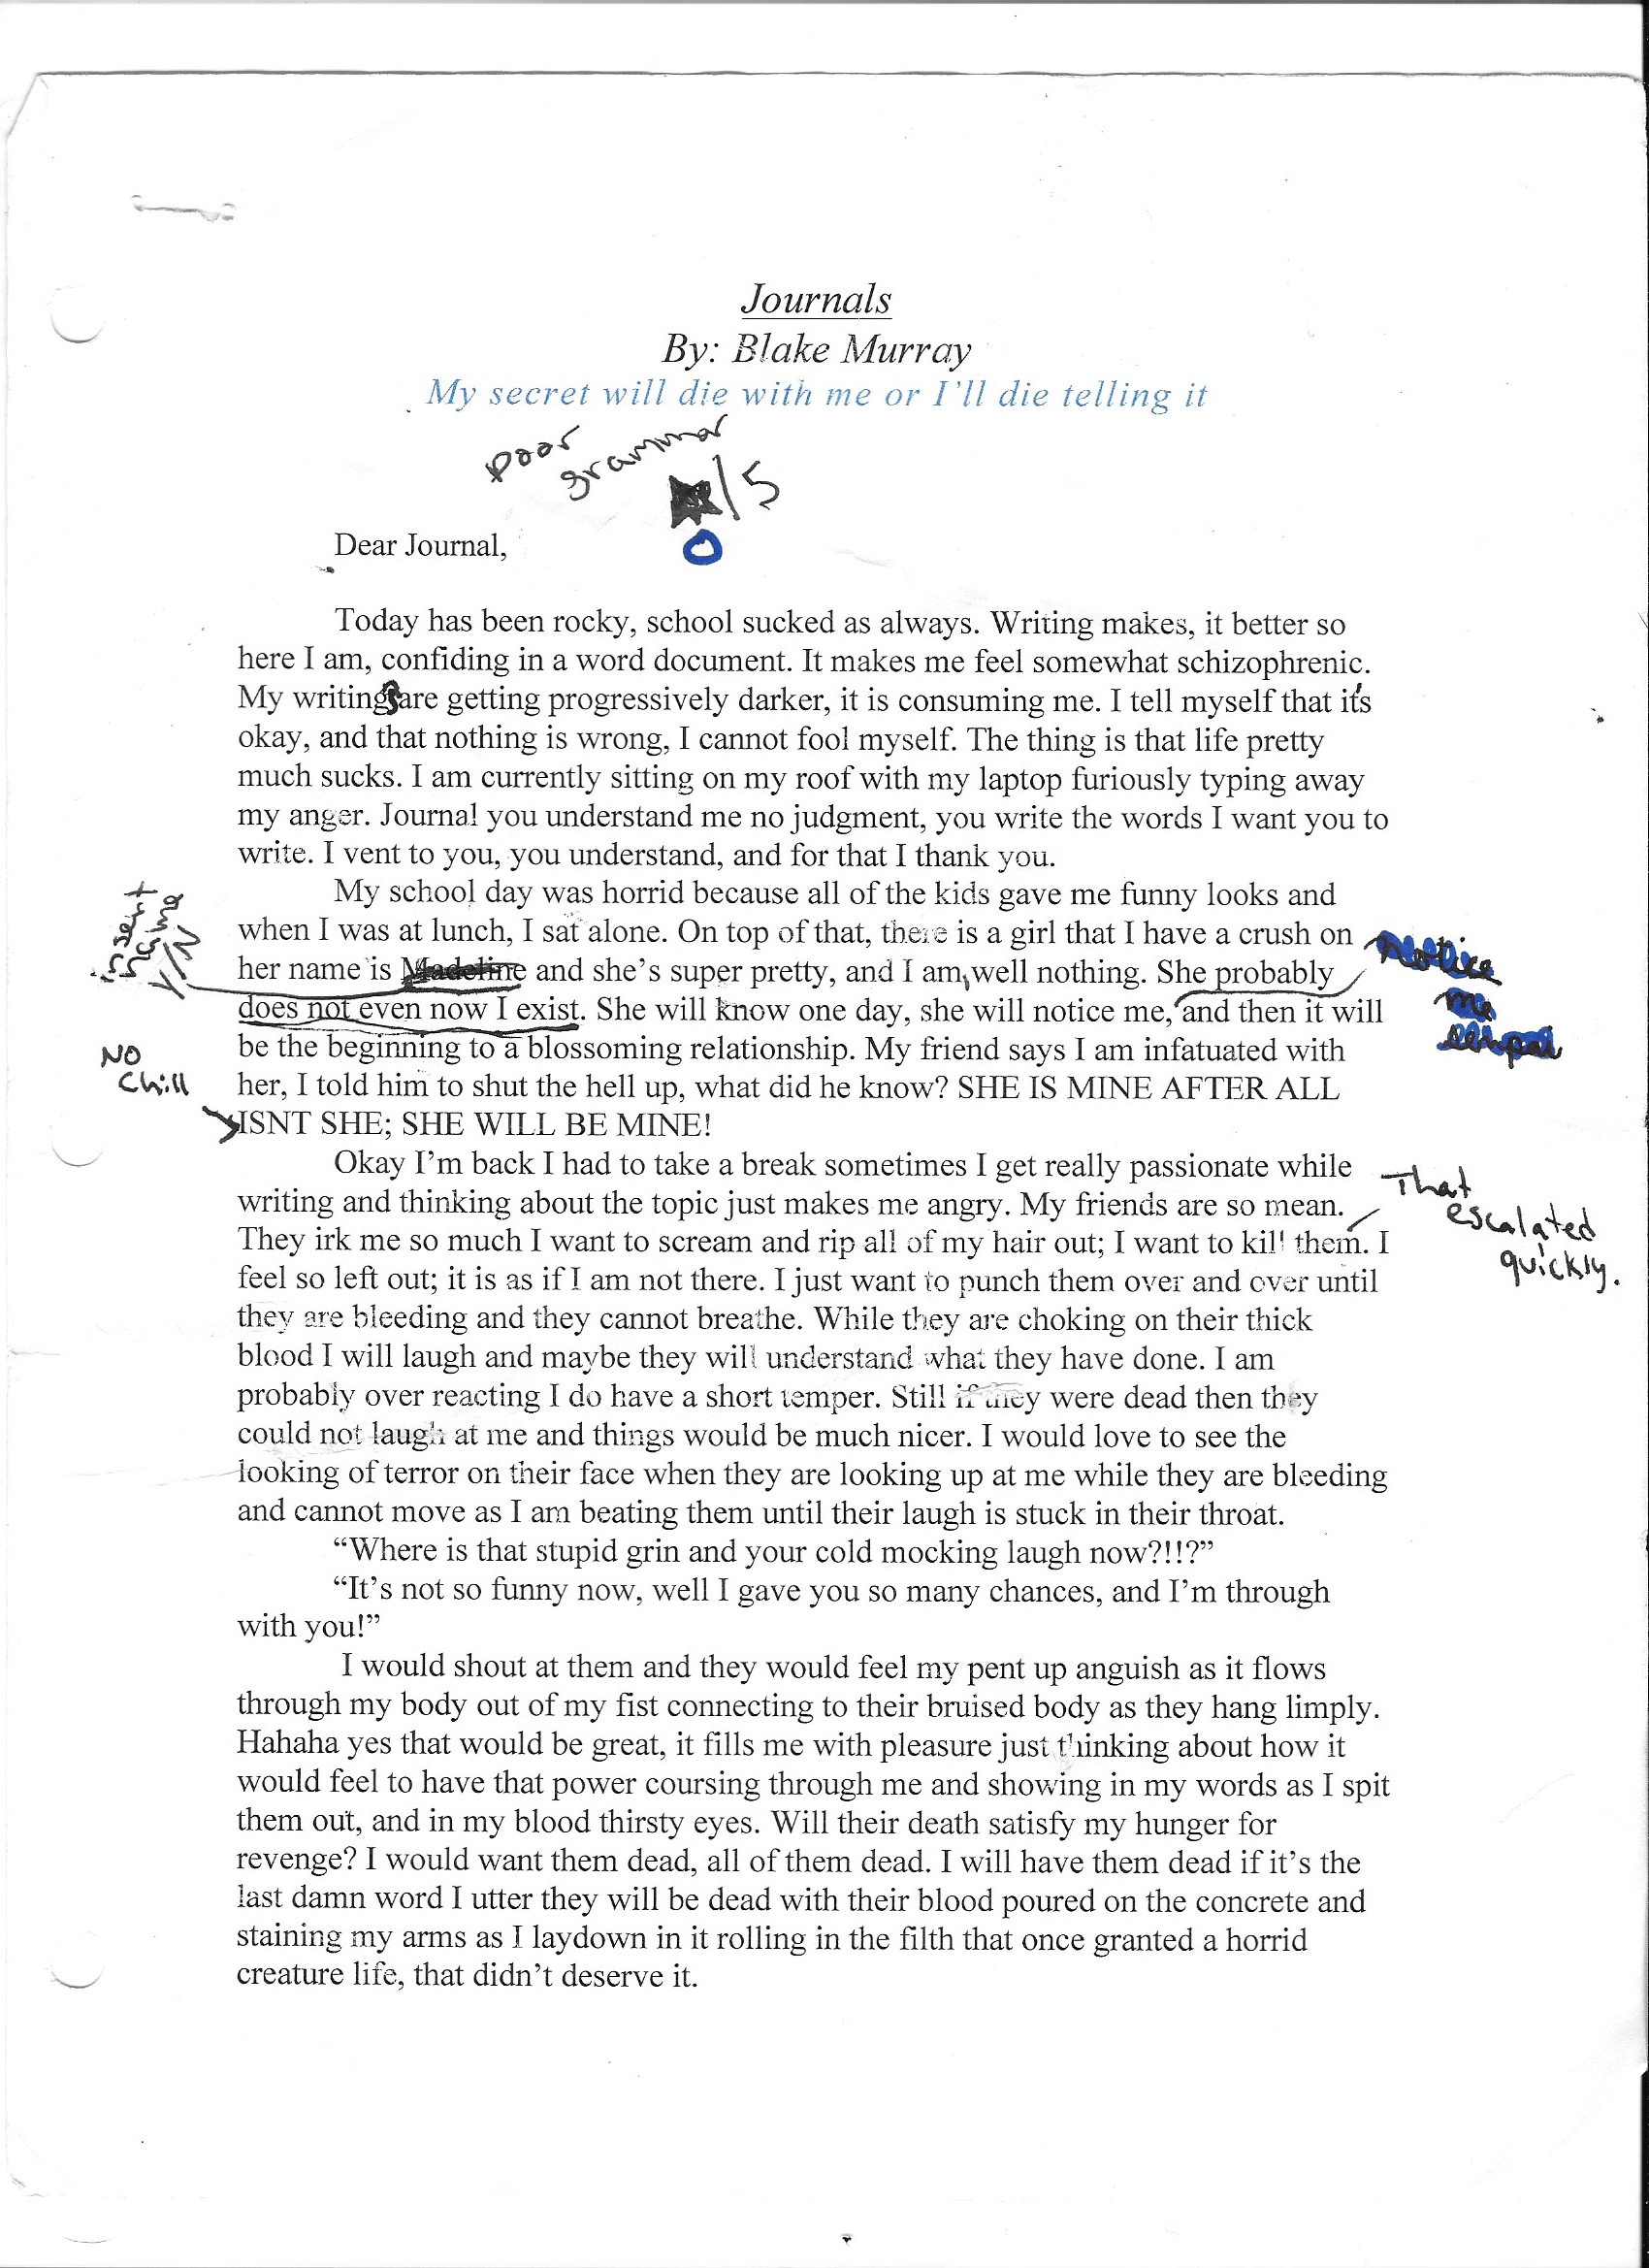 Journals
By: Blake Murray
My secret will die with me or I'll die telling it
poor
grammar
/5
0
Dear Journal,
Today has been rocky, school sucked as always. Writing makes, it better so
here I am, confiding in a word document. It makes me feel somewhat schizophrenic.
My writings are getting progressively darker, it is consuming me. I tell myself that it's
okay, and that nothing is wrong, I cannot fool myself. The thing is that life pretty
much sucks. I am currently sitting on my roof with my laptop furiously typing away
my anger. Journal you understand me no judgment, you write the words I want you to
write. I vent to you, you understand, and for that I thank you.
My school day was horrid because all of the kids gave me funny looks and
when I was at lunch, I sat alone. On top of that, there is a girl that I have a crush on
her name is Madeline and she's super pretty, and I am, well nothing. She probably
does not even now I exist. She will know one day, she will notice me, and then it will
be the beginning to a blossoming relationship. My friend says I am infatuated with
her, I told him to shut the hell up, what did he know? SHE IS MINE AFTER ALL
ISNT SHE; SHE WILL BE MINE!
insert
name
Y/N
Notice
me
senpai
NO
Chill
Okay I'm back I had to take a break sometimes I get really passionate while
writing and thinking about the topic just makes me angry. My friends are so mean.
They irk me so much I want to scream and rip all of my hair out; I want to kill them. I
feel so left out; it is as if I am not there. I just want to punch them over and over until
they are bleeding and they cannot breathe. While they are choking on their thick
blood I will laugh and maybe they will understand what they have done. I am
probably over reacting I do have a short temper. Still if they were dead then they
could not laugh at me and things would be much nicer. I would love to see the
looking of terror on their face when they are looking up at me while they are bleeding
and cannot move as I am beating them until their laugh is stuck in their throat.
That
escalated
quickly.
“Where is that stupid grin and your cold mocking laugh now?!!?”
“It's not so funny now, well I gave you so many chances, and I'm through
with you!”
I would shout at them and they would feel my pent up anguish as it flows
through my body out of my fist connecting to their bruised body as they hang limply.
Hahaha yes that would be great, it fills me with pleasure just thinking about how it
would feel to have that power coursing through me and showing in my words as I spit
them out, and in my blood thirsty eyes. Will their death satisfy my hunger for
revenge? I would want them dead, all of them dead. I will have them dead if it's the
last damn word I utter they will be dead with their blood poured on the concrete and
staining my arms as I laydown in it rolling in the filth that once granted a horrid
creature life, that didn't deserve it.